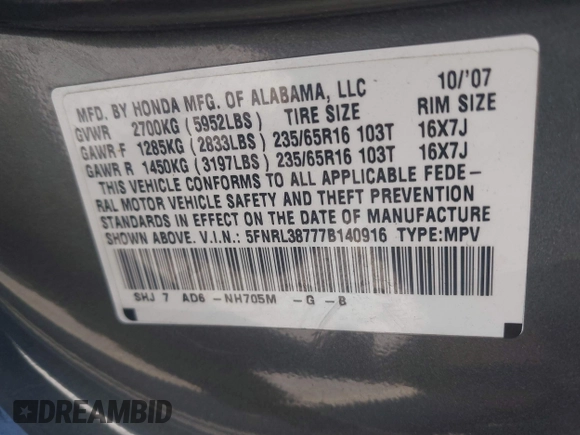 MFD. BY HONDA MFG. OF ALABAMA, LLC 10/'07
GVWR 2700KG (5952LBS) TIRE SIZE RIM SIZE
GAWR F 1285KG (2833LBS) 235/65R16 103T 16X7J
GAWR R 1450KG (3197LBS) 235/65R16 103T 16X7J
THIS VEHICLE CONFORMS TO ALL APPLICABLE FEDE-
RAL MOTOR VEHICLE SAFETY AND THEFT PREVENTION
STANDARDS IN EFFECT ON THE DATE OF MANUFACTURE
SHOWN ABOVE. V.I.N.: 5FNRL38777B140916 TYPE:MPV
SHJ 7 AD6 -NH705M -G -B
DREAMBID